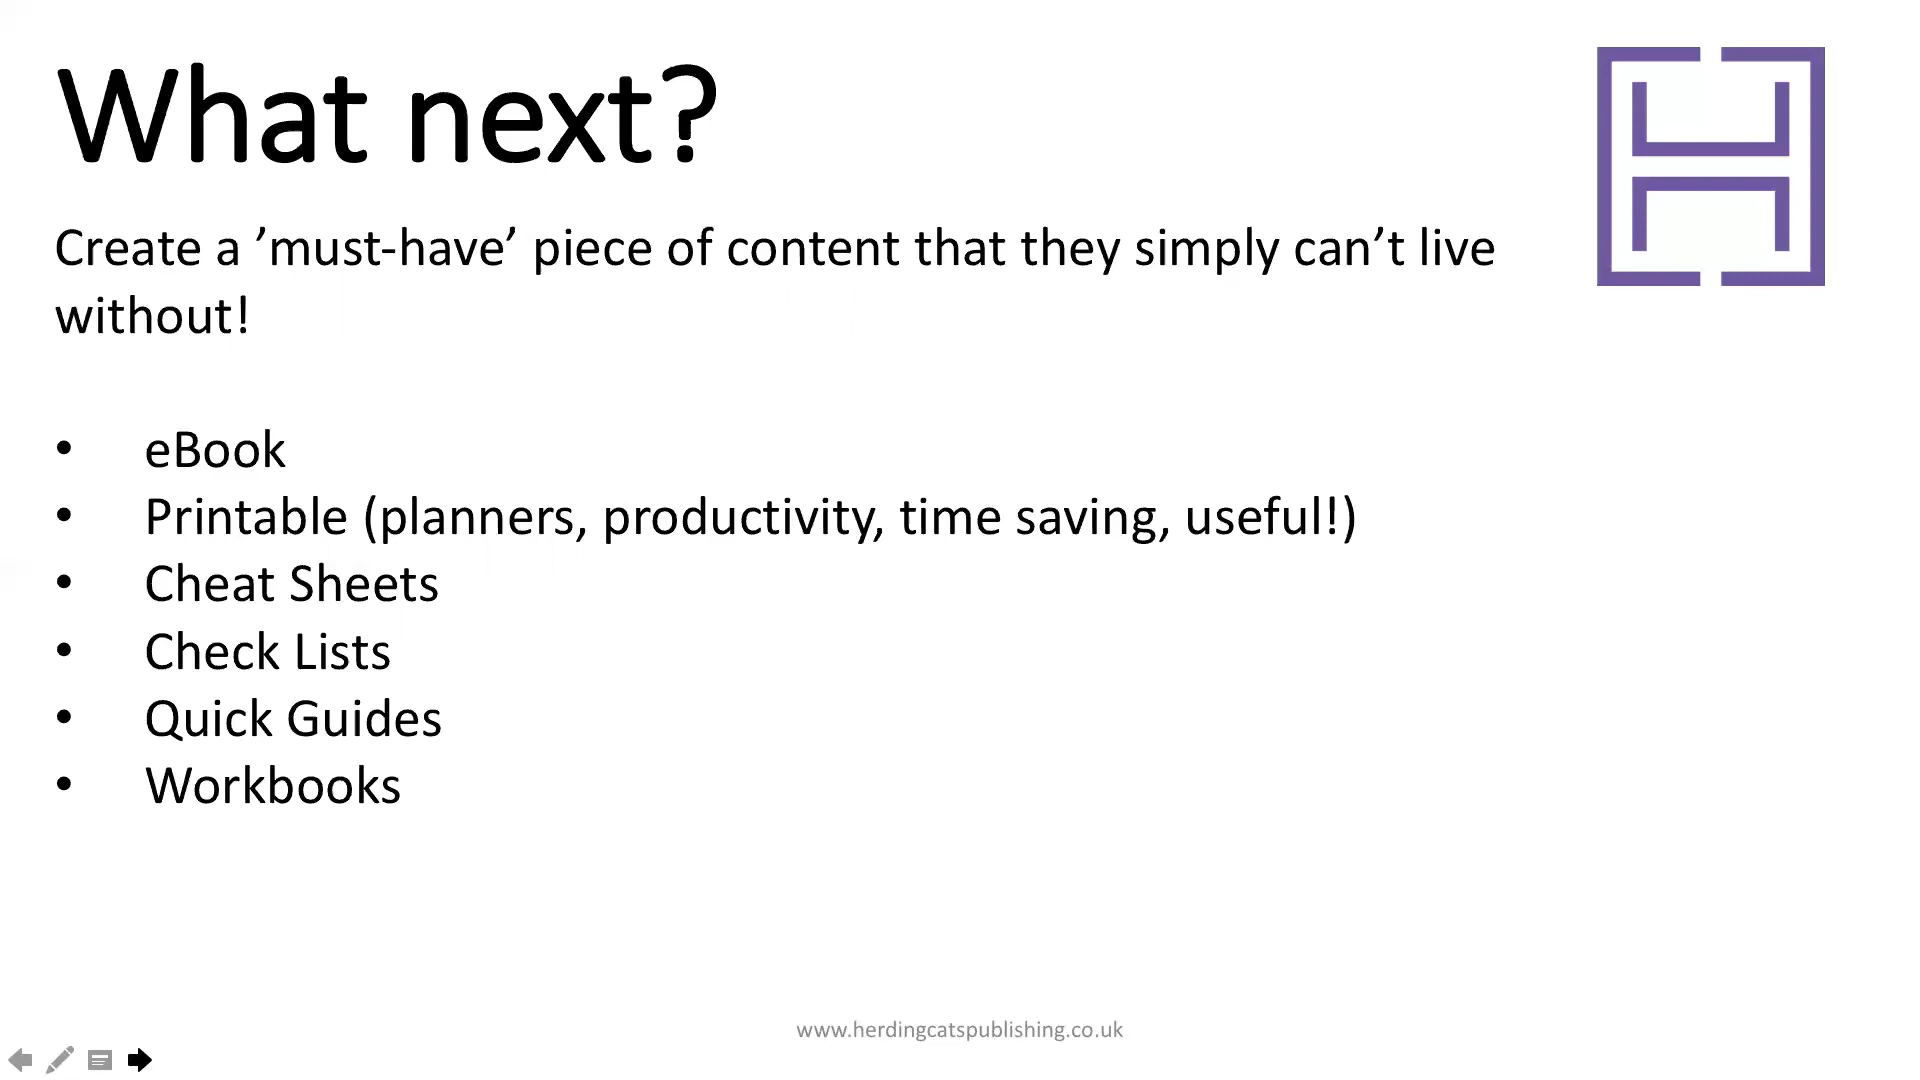 What next?
Create a ’must-have’ piece of content that they simply can’t live
without!
• eBook
• Printable (planners, productivity, time saving, useful!)
• Cheat Sheets
• Check Lists
• Quick Guides
• Workbooks
www.herdingcatspublishing.co.uk